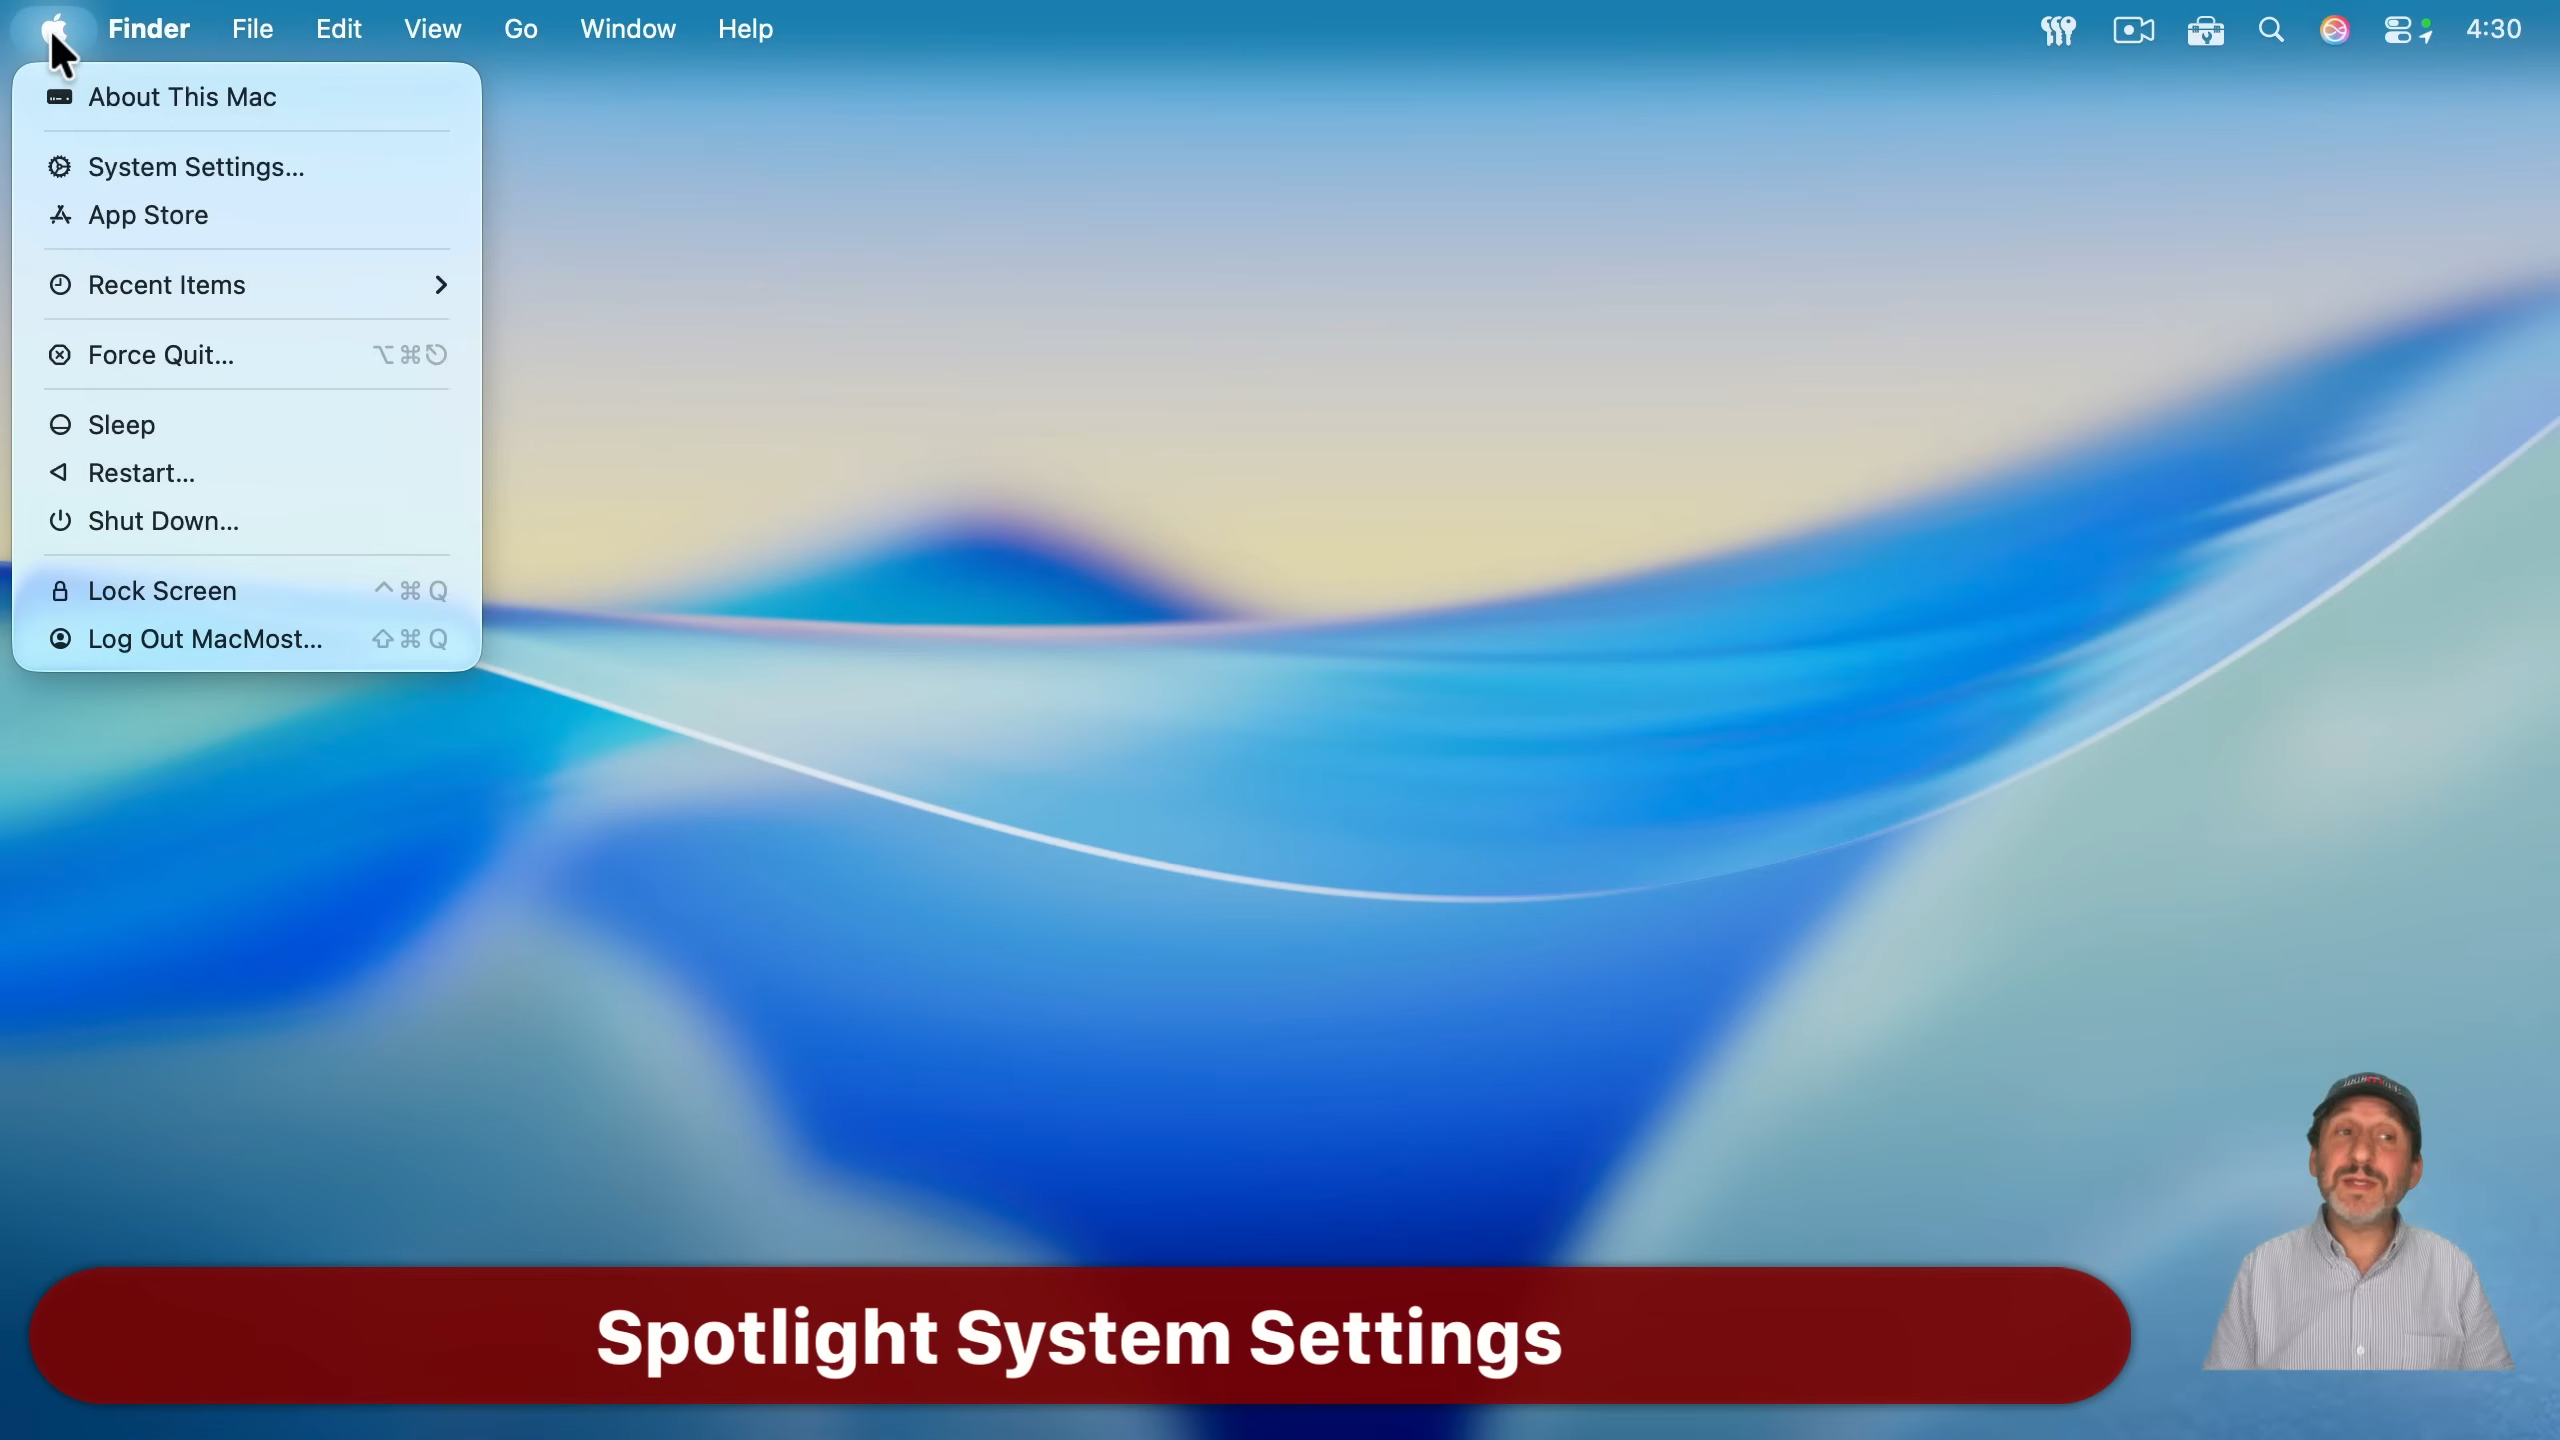 Finder File Edit View Go Window Help 4:30
About This Mac
System Settings...
App Store
Recent Items
Force Quit... ⌥⌘⎋
Sleep
Restart...
Shut Down...
Lock Screen ^⌘Q
Log Out MacMost... ⇧⌘Q
Spotlight System Settings